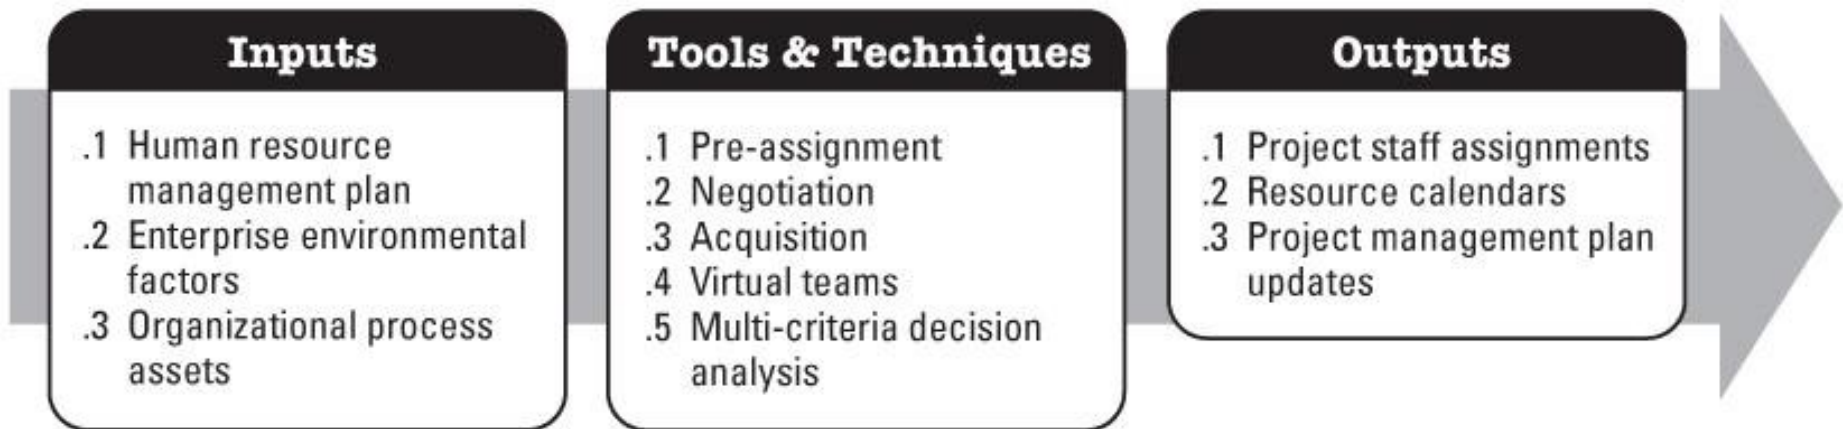 Inputs
.1 Human resource
management plan
.2 Enterprise environmental
factors
.3 Organizational process
assets
Tools & Techniques
.1 Pre-assignment
.2 Negotiation
.3 Acquisition
.4 Virtual teams
.5 Multi-criteria decision
analysis
Outputs
.1 Project staff assignments
.2 Resource calendars
.3 Project management plan
updates